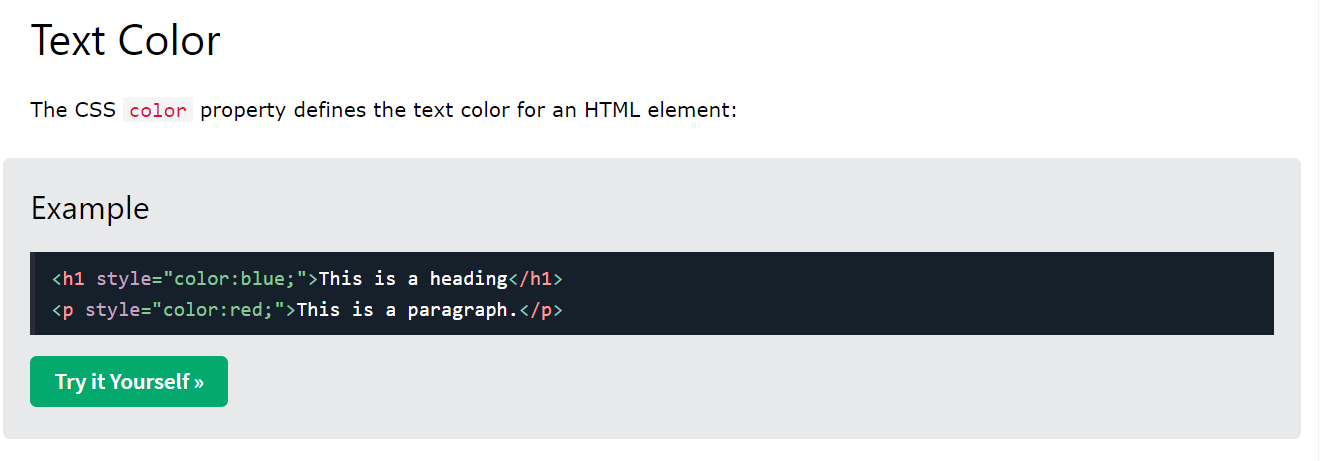 Text Color
The CSS color property defines the text color for an HTML element:
Example
<h1 style="color:blue;">This is a heading</h1>
<p style="color:red;">This is a paragraph.</p>
Try it Yourself »